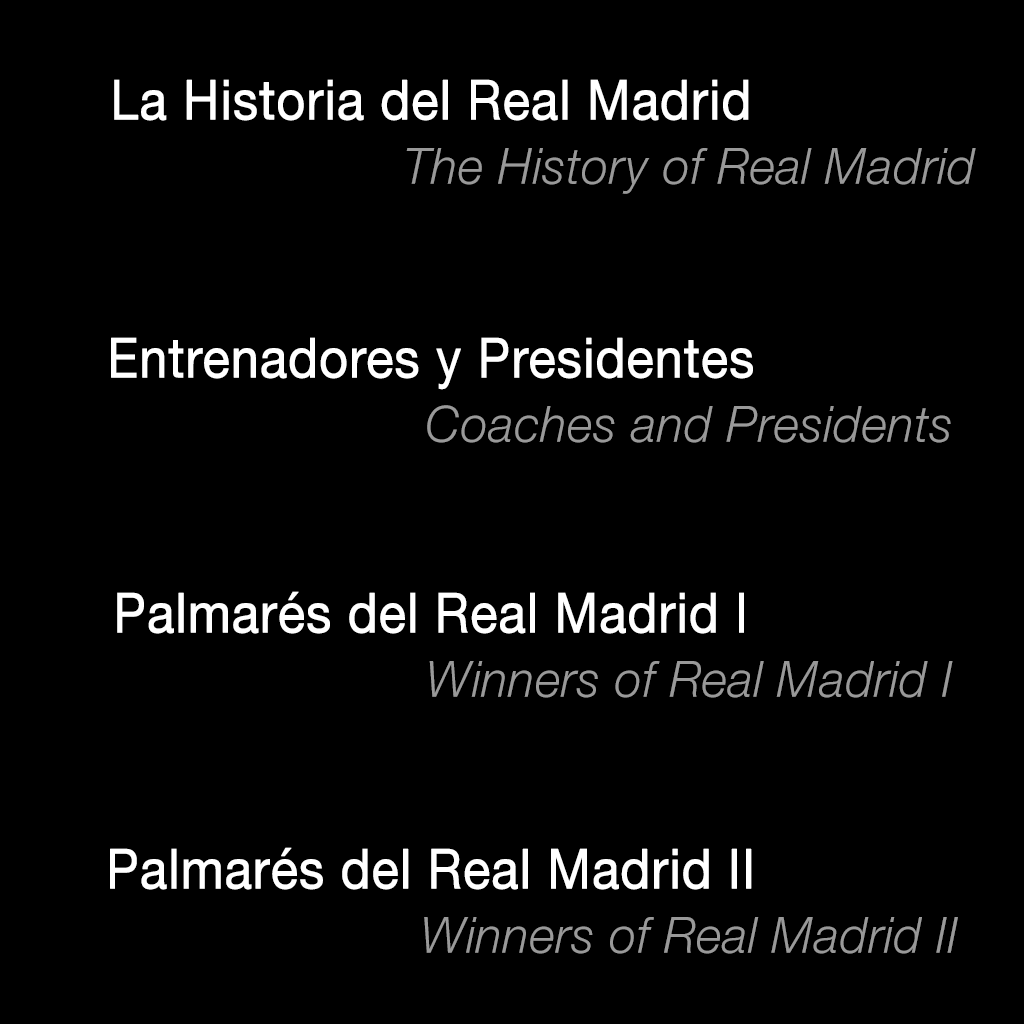 La Historia del Real Madrid
The History of Real Madrid
Entrenadores y Presidentes
Coaches and Presidents
Palmarés del Real Madrid I
Winners of Real Madrid I
Palmarés del Real Madrid II
Winners of Real Madrid II